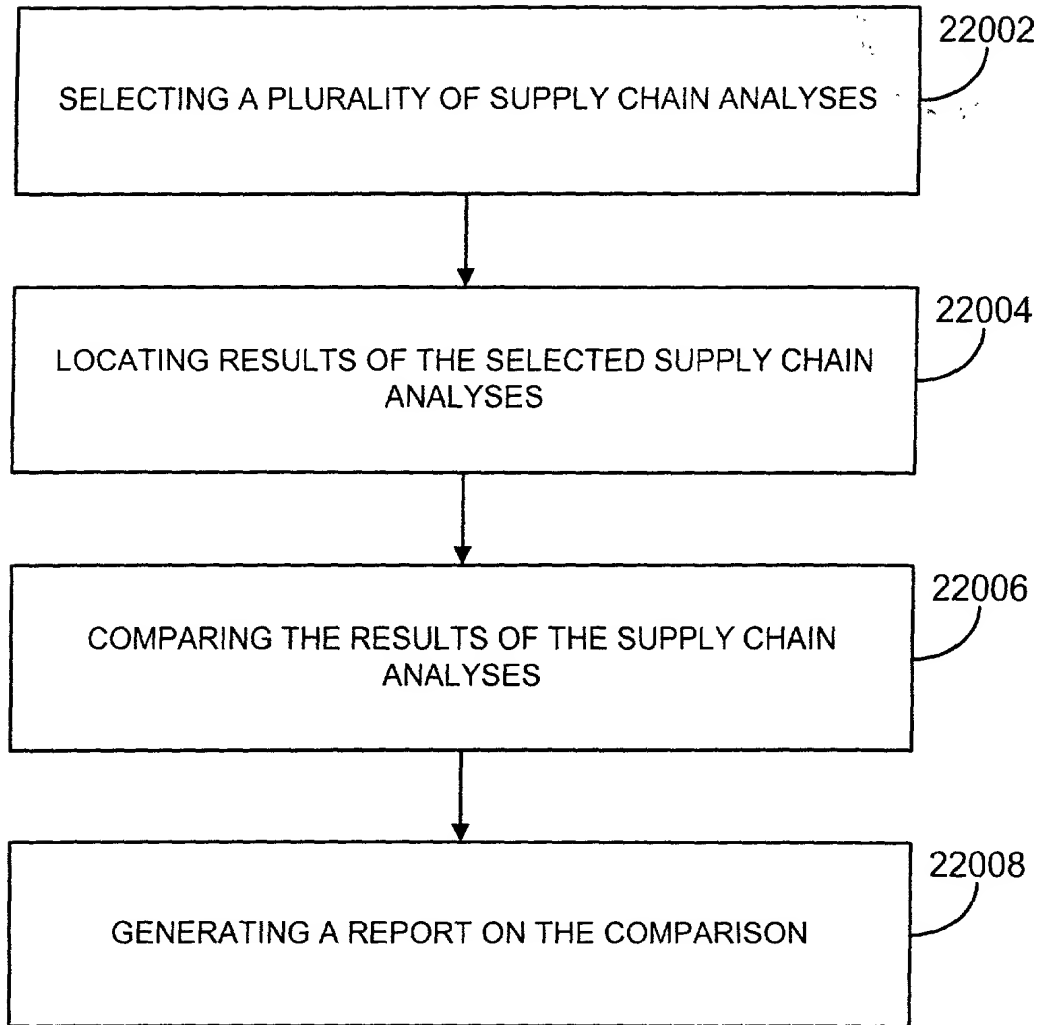 22002
SELECTING A PLURALITY OF SUPPLY CHAIN ANALYSES
22004
LOCATING RESULTS OF THE SELECTED SUPPLY CHAIN
ANALYSES
22006
COMPARING THE RESULTS OF THE SUPPLY CHAIN
ANALYSES
22008
GENERATING A REPORT ON THE COMPARISON